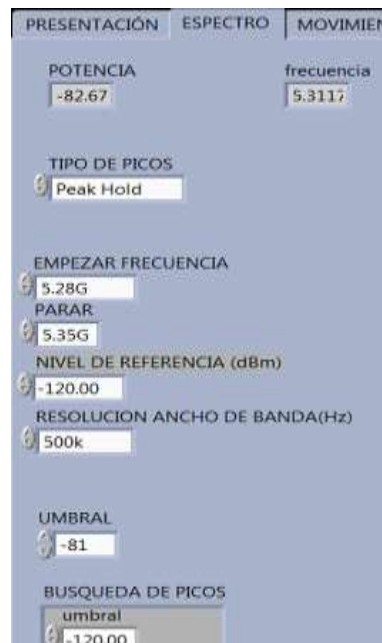 PRESENTACIÓN ESPECTRO MOVIMIEN
POTENCIA frecuencia
-82.67 5.3117
TIPO DE PICOS
Peak Hold
EMPEZAR FRECUENCIA
5.28G
PARAR
5.35G
NIVEL DE REFERENCIA (dBm)
-120.00
RESOLUCION ANCHO DE BANDA(Hz)
500k
UMBRAL
-81
BUSQUEDA DE PICOS
umbral
-120.00